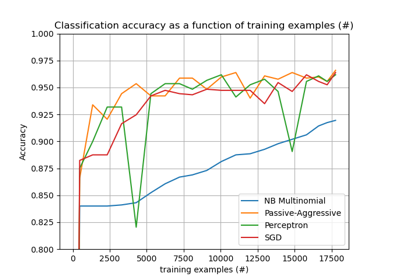 Classification accuracy as a function of training examples (#)
1.000
0.975
0.950
0.925
0.900
0.875
0.850
0.825
0.800
Accuracy
NB Multinomial
Passive-Aggressive
Perceptron
SGD
0 2500 5000 7500 10000 12500 15000 17500
training examples (#)